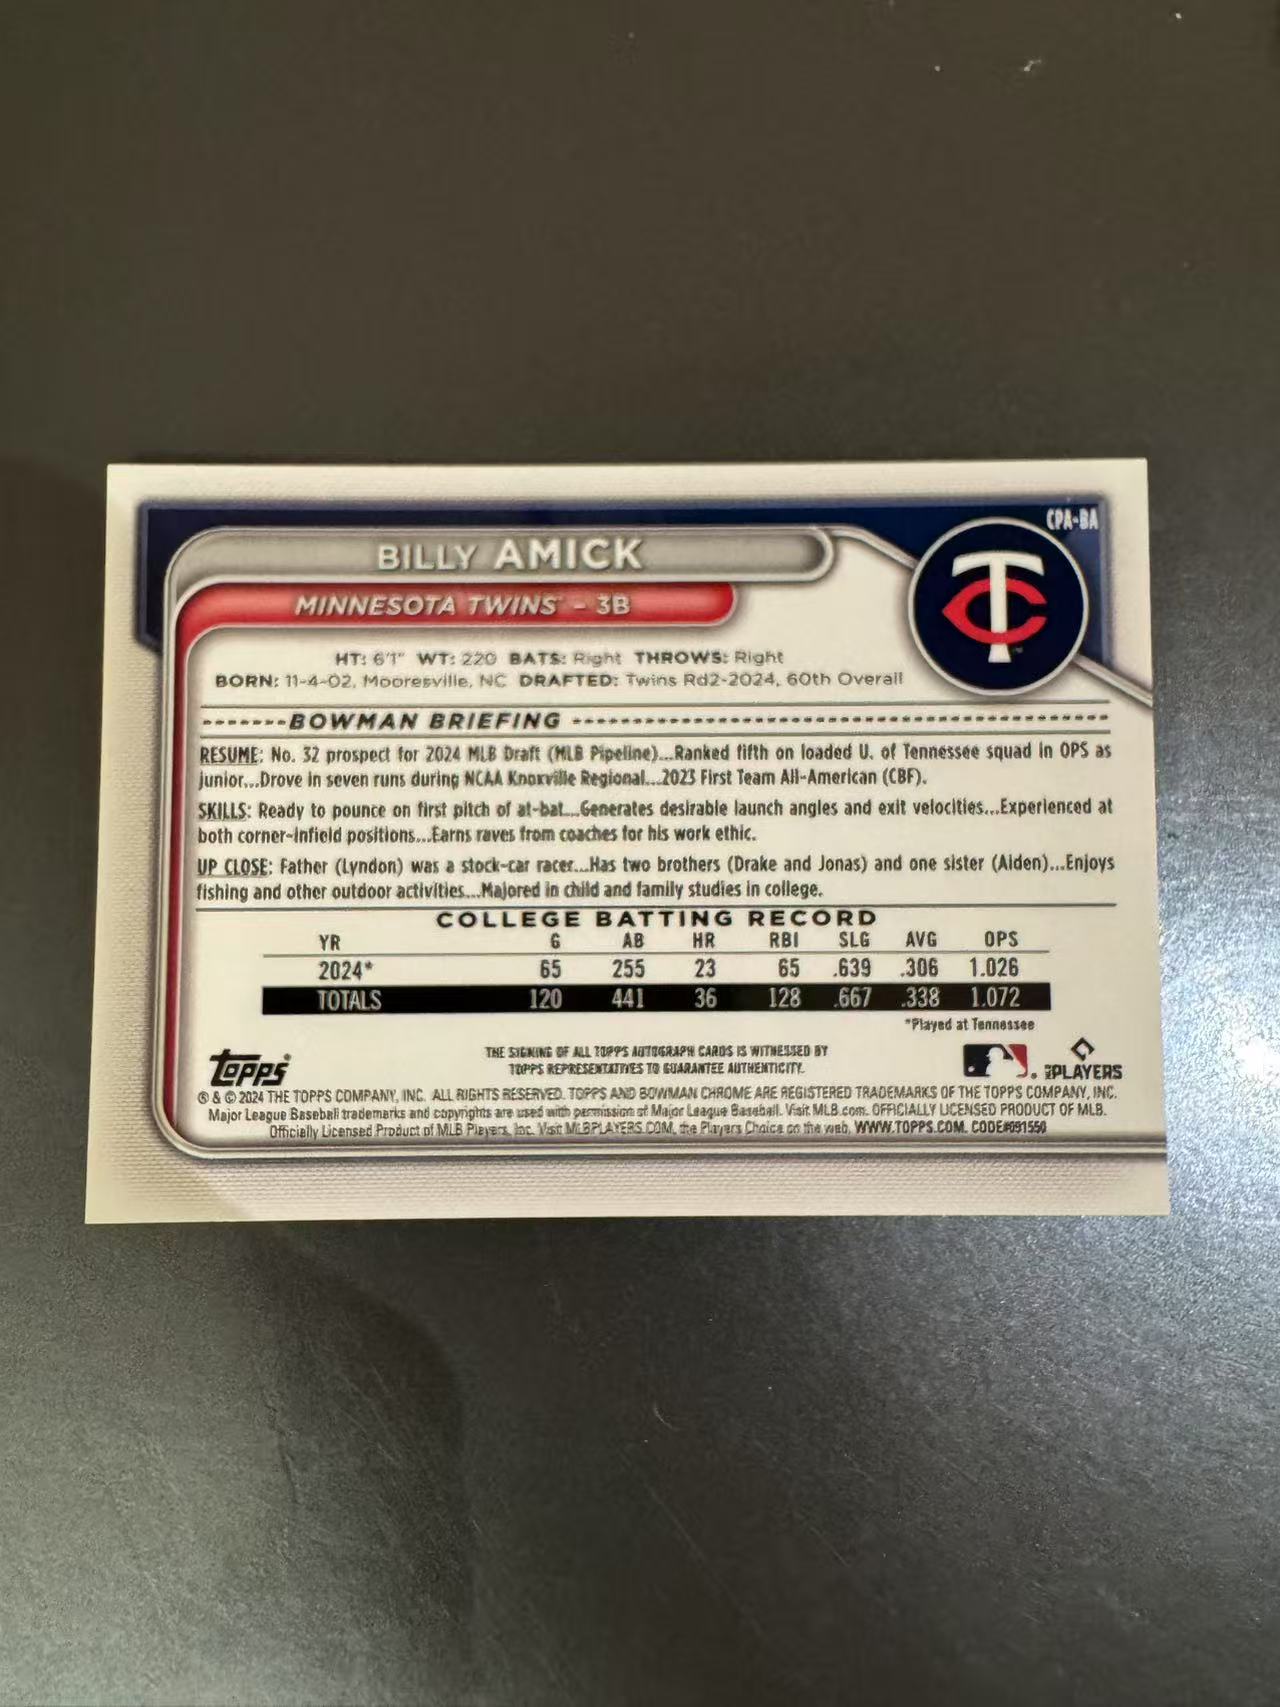 CPA-BA
BILLY AMICK
MINNESOTA TWINS - 3B
TC
HT: 6'1" WT: 220 BATS: Right THROWS: Right
BORN: 11-4-02, Mooresville, NC DRAFTED: Twins Rd2-2024, 60th Overall
BOWMAN BRIEFING
RESUME: No. 32 prospect for 2024 MLB Draft (MLB Pipeline)...Ranked fifth on loaded U. of Tennessee squad in OPS as
junior...Drove in seven runs during NCAA Knoxville Regional...2023 First Team All-American (CBF).
SKILLS: Ready to pounce on first pitch of at-bat...Generates desirable launch angles and exit velocities...Experienced at
both corner-infield positions...Earns raves from coaches for his work ethic.
UP CLOSE: Father (Lyndon) was a stock-car racer...Has two brothers (Drake and Jonas) and one sister (Aiden)...Enjoys
fishing and other outdoor activities...Majored in child and family studies in college.
COLLEGE BATTING RECORD
YR G AB HR RBI SLG AVG OPS
2024* 65 255 23 65 .639 .306 1.026
TOTALS 120 441 36 128 .667 .338 1.072
*Played at Tennessee
THE SIGNING OF ALL TOPPS AUTOGRAPH CARDS IS WITNESSED BY
TOPPS REPRESENTATIVES TO GUARANTEE AUTHENTICITY.
Topps®
PLAYERS
® & © 2024 THE TOPPS COMPANY, INC. ALL RIGHTS RESERVED. TOPPS AND BOWMAN CHROME ARE REGISTERED TRADEMARKS OF THE TOPPS COMPANY, INC.
Major League Baseball trademarks and copyrights are used with permission of Major League Baseball. Visit MLB.com. OFFICIALLY LICENSED PRODUCT OF MLB.
Officially Licensed Product of MLB Players, Inc. Visit MLBPLAYERS.COM, the Players Choice on the web. WWW.TOPPS.COM. CODE#091550